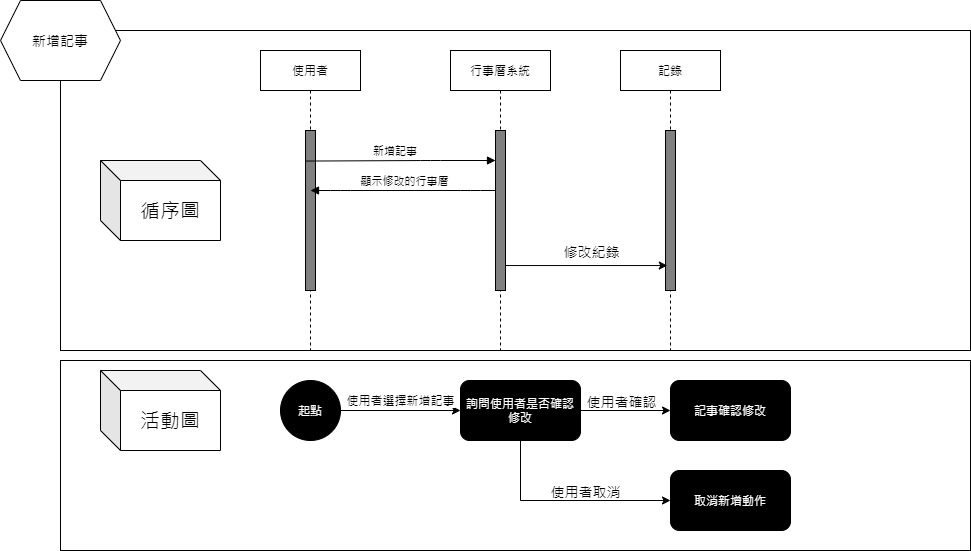 新增記事
使用者
行事曆系統
記錄
新增記事
顯示修改的行事曆
循序圖
修改紀錄
活動圖
起點
使用者選擇新增記事
詢問使用者是否確認
修改
使用者確認
記事確認修改
使用者取消
取消新增動作